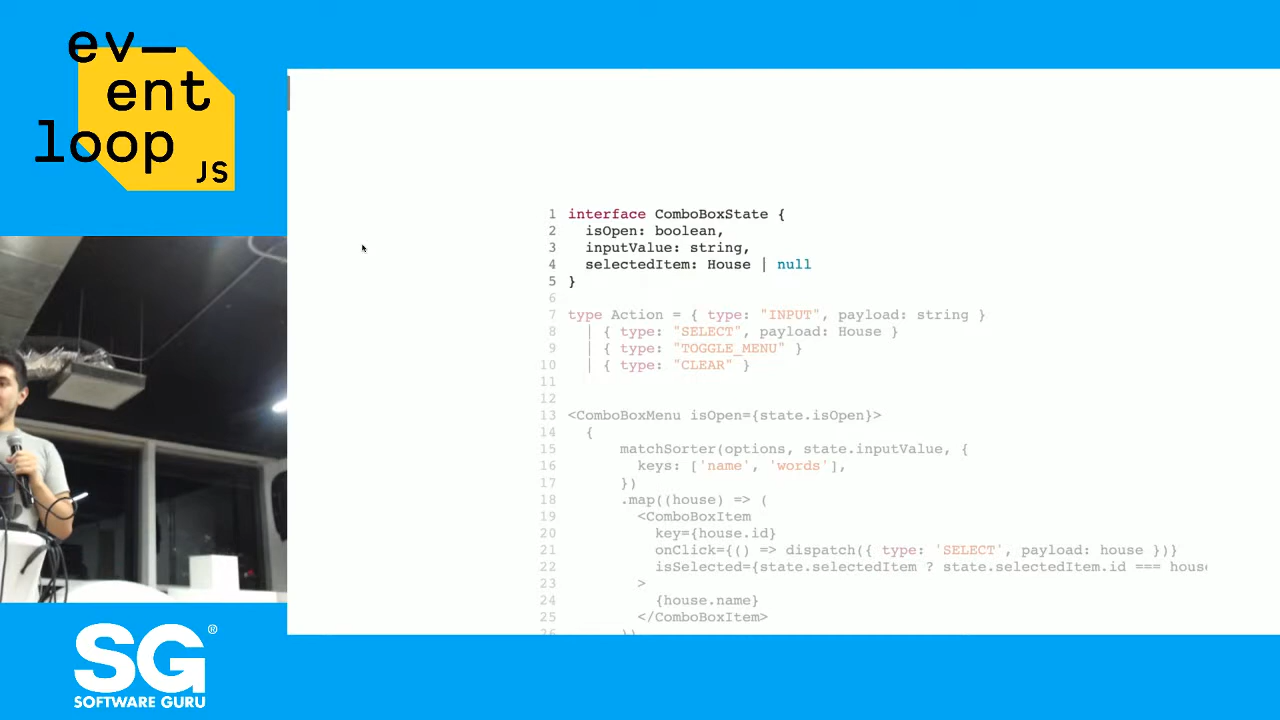 ev—
ent
loop
JS
1 interface ComboBoxState {
2 isOpen: boolean,
3 inputValue: string,
4 selectedItem: House | null
5 }
6
7 type Action = { type: "INPUT", payload: string }
8 | { type: "SELECT", payload: House }
9 | { type: "TOGGLE_MENU" }
10 | { type: "CLEAR" }
11
12
13 <ComboBoxMenu isOpen={state.isOpen}>
14 {
15 matchSorter(options, state.inputValue, {
16 keys: ['name', 'words'],
17 })
18 .map((house) => (
19 <ComboBoxItem
20 key={house.id}
21 onClick={() => dispatch({ type: 'SELECT', payload: house })}
22 isSelected={state.selectedItem ? state.selectedItem.id === hous
23 >
24 {house.name}
25 </ComboBoxItem>
26 ))
SG®
SOFTWARE GURU